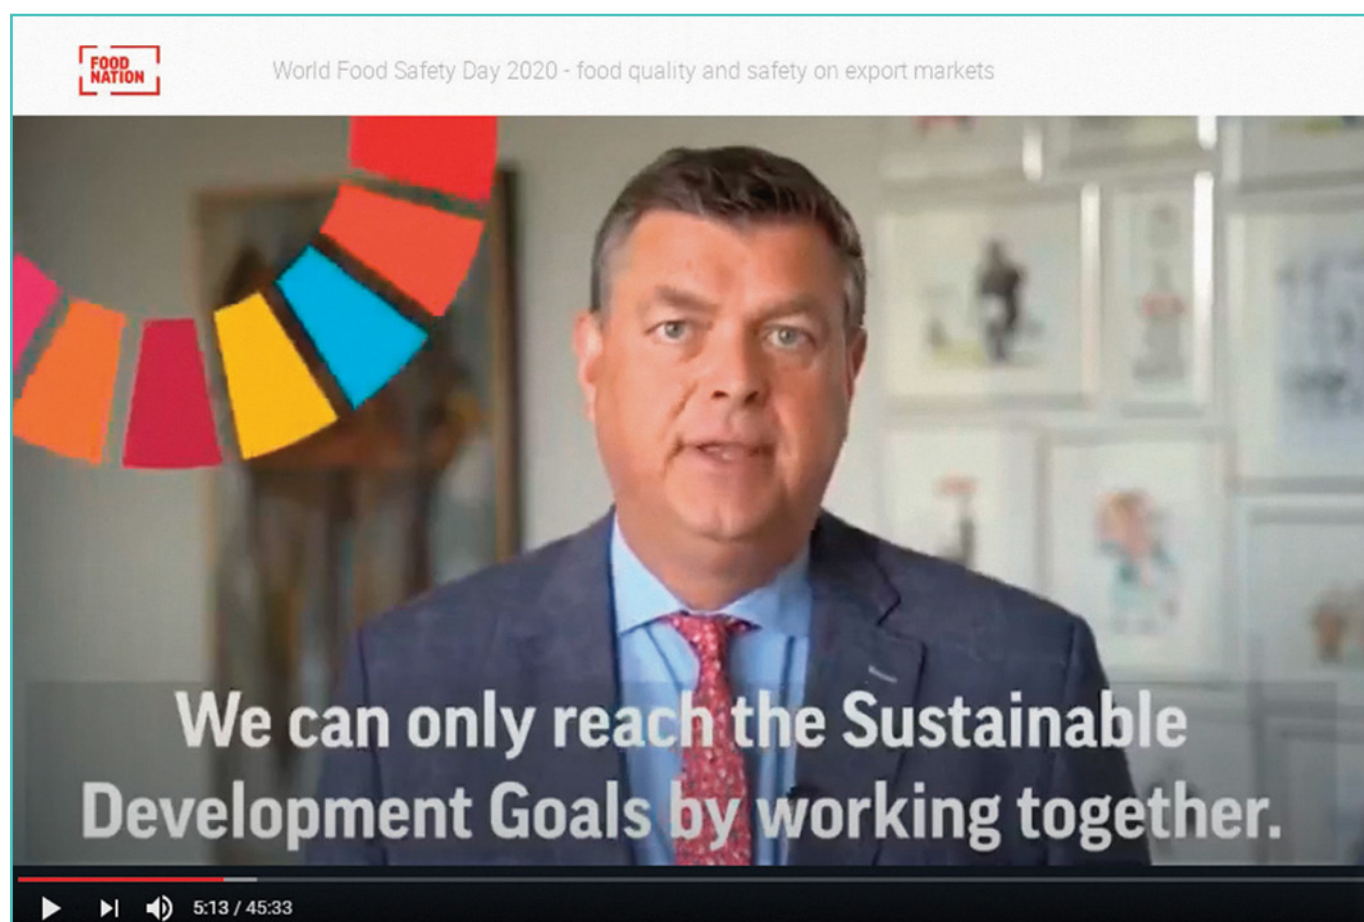 FOOD
NATION
World Food Safety Day 2020 - food quality and safety on export markets
We can only reach the Sustainable
Development Goals by working together.
5:13 / 45:33